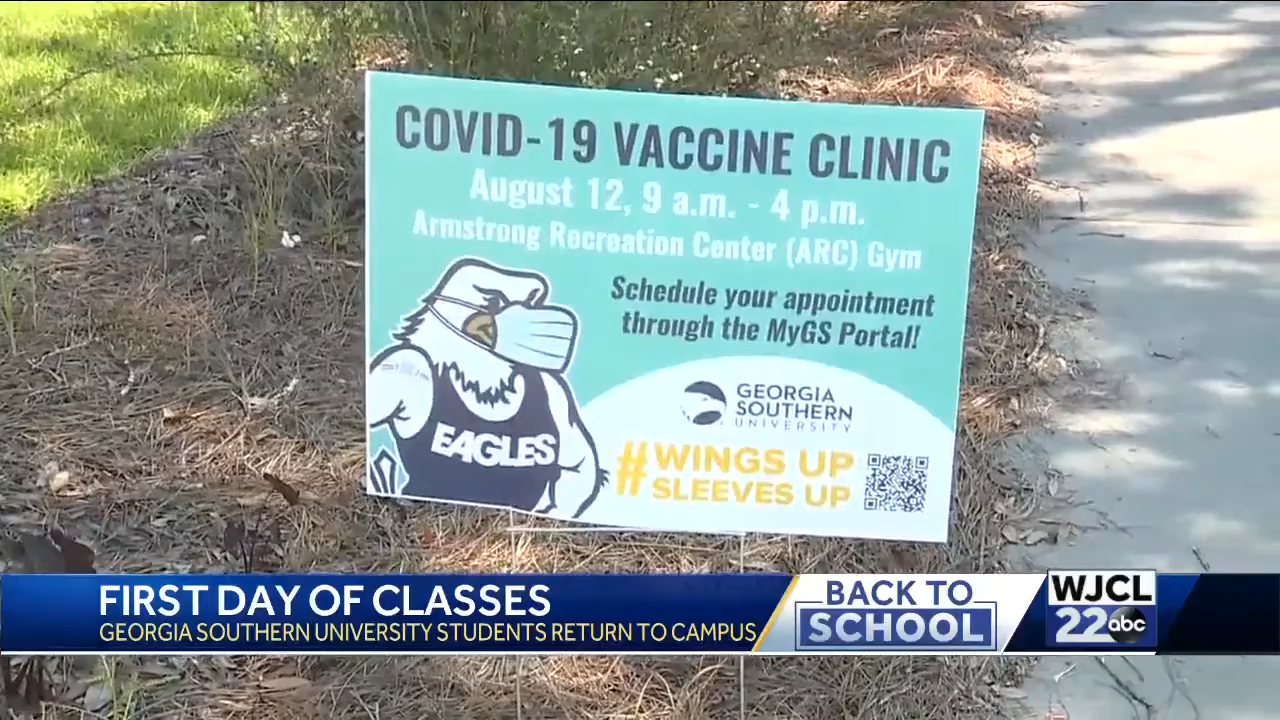 COVID-19 VACCINE CLINIC
August 12, 9 a.m. - 4 p.m.
Armstrong Recreation Center (ARC) Gym
Schedule your appointment
through the MyGS Portal!
EAGLES
GEORGIA
SOUTHERN
UNIVERSITY
#WINGS UP
SLEEVES UP
FIRST DAY OF CLASSES
GEORGIA SOUTHERN UNIVERSITY STUDENTS RETURN TO CAMPUS
BACK TO
SCHOOL
WJCL
22 abc